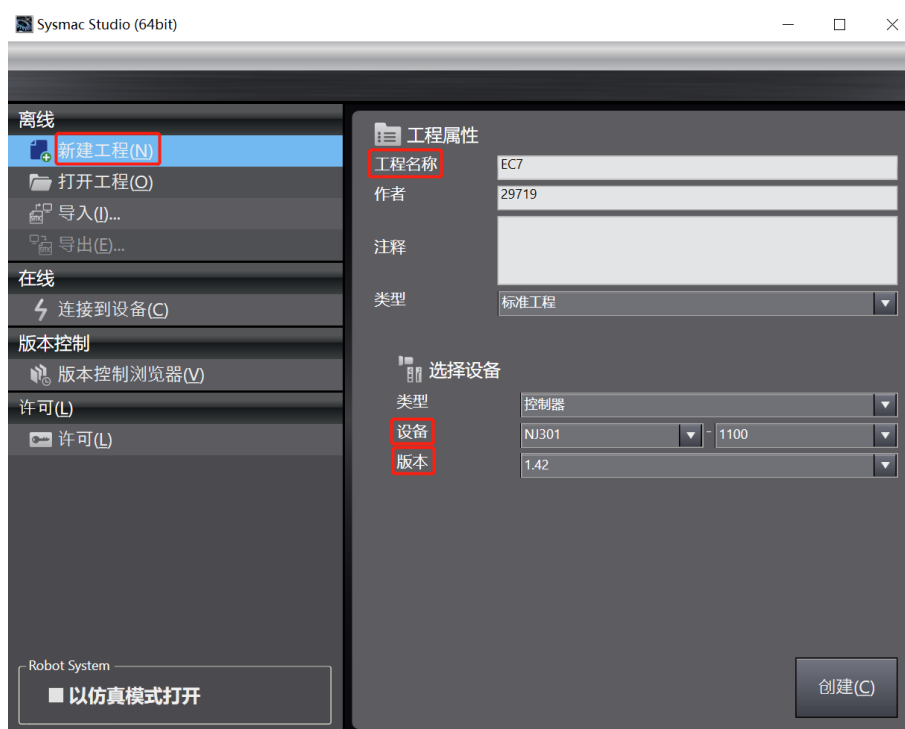 Sysmac Studio (64bit)
离线
新建工程(N)
打开工程(O)
导入(I)...
导出(E)...
在线
连接到设备(C)
版本控制
版本控制浏览器(V)
许可(L)
许可(L)
Robot System
以仿真模式打开
工程属性
工程名称 EC7
作者 29719
注释
类型 标准工程
选择设备
类型 控制器
设备 NJ301 - 1100
版本 1.42
创建(C)